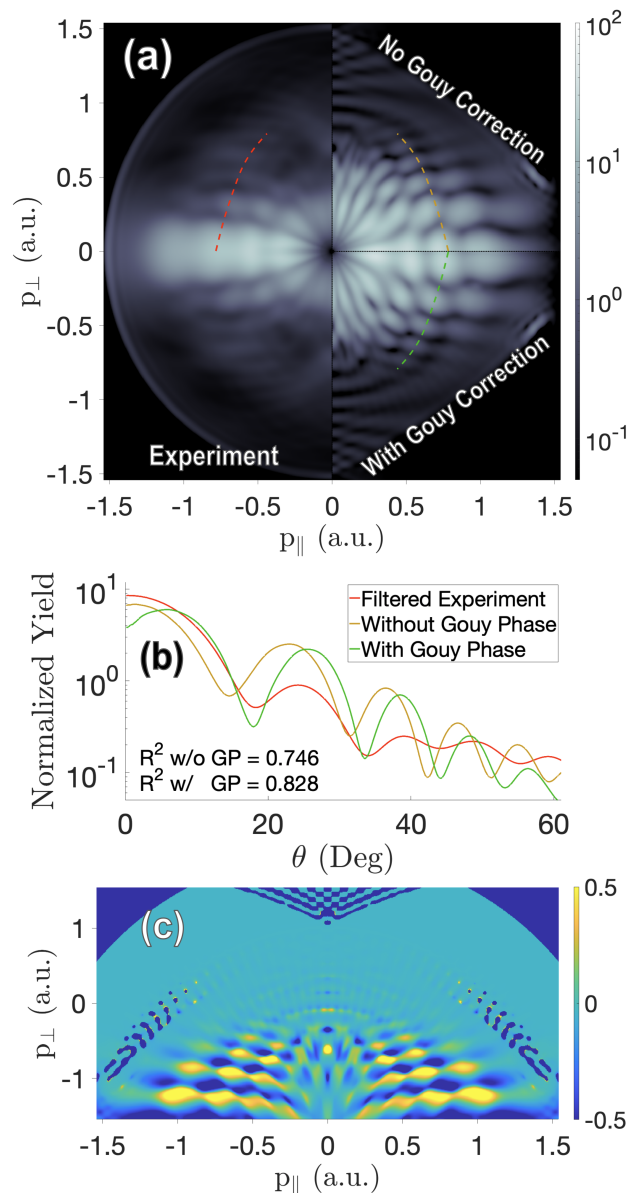 (a)
No Gouy Correction
With Gouy Correction
Experiment
p⊥ (a.u.)
1.5
1
0.5
0
-0.5
-1
-1.5
-1.5 -1 -0.5 0 0.5 1 1.5
p∥ (a.u.)
10²
10¹
10⁰
10⁻¹
(b)
Normalized Yield
10¹
10⁰
10⁻¹
Filtered Experiment
Without Gouy Phase
With Gouy Phase
R² w/o GP = 0.746
R² w/ GP = 0.828
0 20 40 60
θ (Deg)
(c)
p⊥ (a.u.)
1
0
-1
-1.5 -1 -0.5 0 0.5 1 1.5
p∥ (a.u.)
0.5
0
-0.5